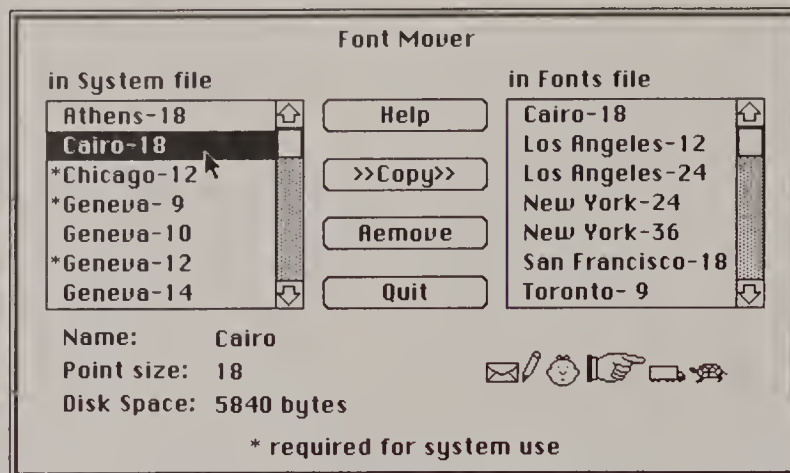 Font Mover
in System file
Athens-18
Cairo-18
*Chicago-12
*Geneva- 9
Geneva-10
*Geneva-12
Geneva-14
Help
>>Copy>>
Remove
Quit
in Fonts file
Cairo-18
Los Angeles-12
Los Angeles-24
New York-24
New York-36
San Francisco-18
Toronto- 9
Name: Cairo
Point size: 18
Disk Space: 5840 bytes
* required for system use